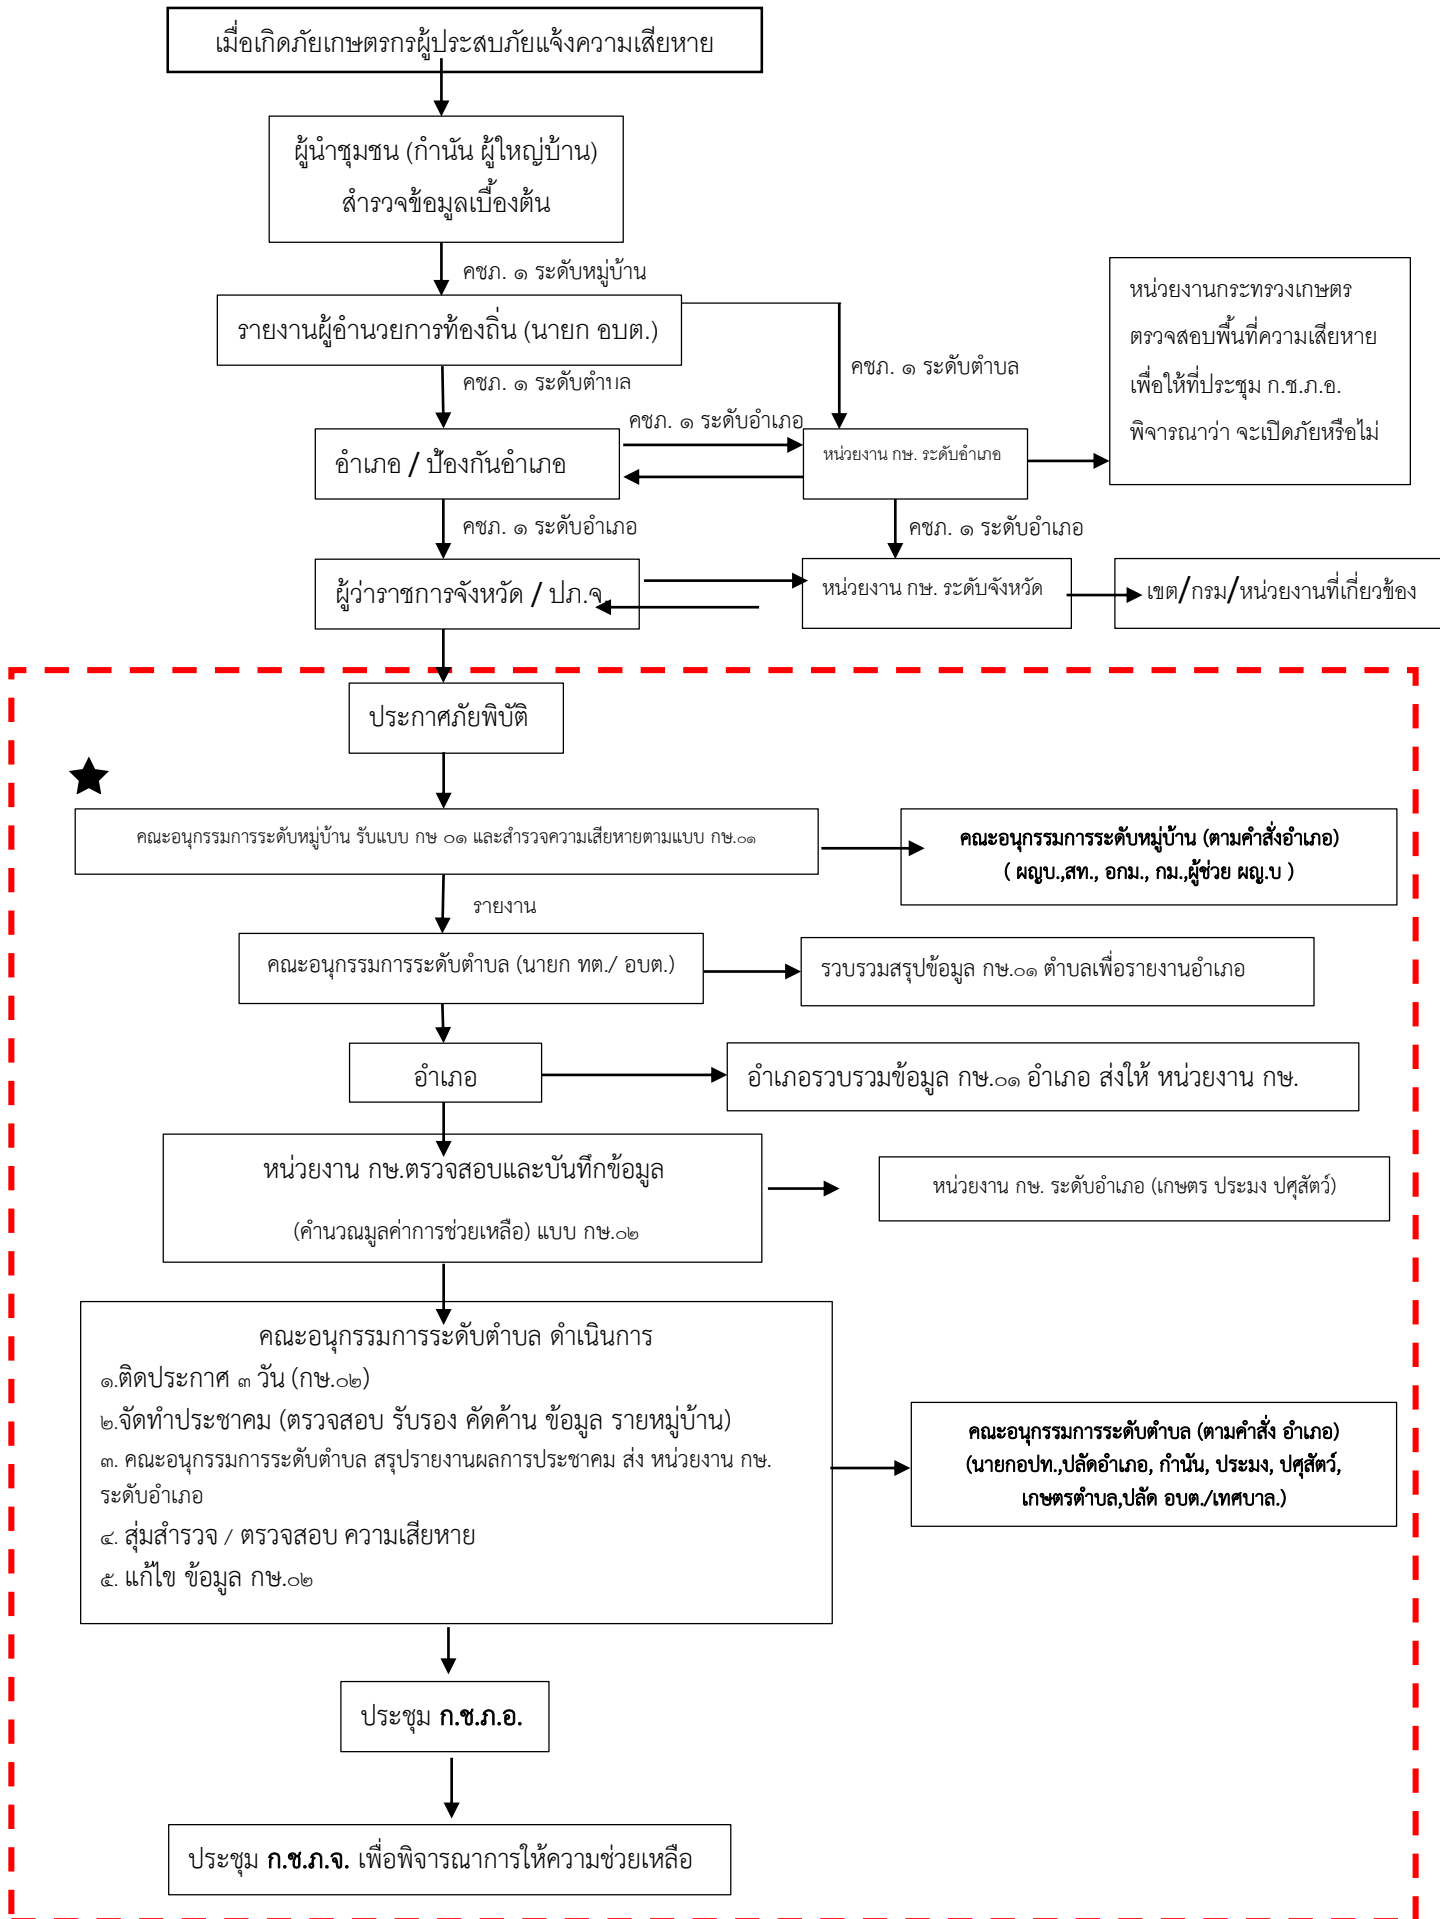 เมื่อเกิดภัยเกษตรกรผู้ประสบภัยแจ้งความเสียหาย
ผู้นำชุมชน (กำนัน ผู้ใหญ่บ้าน)
สำรวจข้อมูลเบื้องต้น
คชภ. ๑ ระดับหมู่บ้าน
รายงานผู้อำนวยการท้องถิ่น (นายก อบต.)
คชภ. ๑ ระดับตำบล
คชภ. ๑ ระดับตำบล
หน่วยงานกระทรวงเกษตร
ตรวจสอบพื้นที่ความเสียหาย
เพื่อให้ที่ประชุม ก.ช.ภ.อ.
พิจารณาว่า จะเปิดภัยหรือไม่
คชภ. ๑ ระดับอำเภอ
อำเภอ / ป้องกันอำเภอ
หน่วยงาน กษ. ระดับอำเภอ
คชภ. ๑ ระดับอำเภอ
คชภ. ๑ ระดับอำเภอ
ผู้ว่าราชการจังหวัด / ปภ.จ.
หน่วยงาน กษ. ระดับจังหวัด
เขต/กรม/หน่วยงานที่เกี่ยวข้อง
ประกาศภัยพิบัติ
คณะอนุกรรมการระดับหมู่บ้าน รับแบบ กษ ๐๑ และสำรวจความเสียหายตามแบบ กษ.๐๑
คณะอนุกรรมการระดับหมู่บ้าน (ตามคำสั่งอำเภอ)
( ผญบ.,สท., อกม., กม.,ผู้ช่วย ผญ.บ )
รายงาน
คณะอนุกรรมการระดับตำบล (นายก ทต./ อบต.)
รวบรวมสรุปข้อมูล กษ.๐๑ ตำบลเพื่อรายงานอำเภอ
อำเภอ
อำเภอรวบรวมข้อมูล กษ.๐๑ อำเภอ ส่งให้ หน่วยงาน กษ.
หน่วยงาน กษ.ตรวจสอบและบันทึกข้อมูล
(คำนวณมูลค่าการช่วยเหลือ) แบบ กษ.๐๒
หน่วยงาน กษ. ระดับอำเภอ (เกษตร ประมง ปศุสัตว์)
คณะอนุกรรมการระดับตำบล ดำเนินการ
๑.ติดประกาศ ๓ วัน (กษ.๐๒)
๒.จัดทำประชาคม (ตรวจสอบ รับรอง คัดค้าน ข้อมูล รายหมู่บ้าน)
๓. คณะอนุกรรมการระดับตำบล สรุปรายงานผลการประชาคม ส่ง หน่วยงาน กษ.
ระดับอำเภอ
๔. สุ่มสำรวจ / ตรวจสอบ ความเสียหาย
๕. แก้ไข ข้อมูล กษ.๐๒
คณะอนุกรรมการระดับตำบล (ตามคำสั่ง อำเภอ)
(นายกอปท.,ปลัดอำเภอ, กำนัน, ประมง, ปศุสัตว์,
เกษตรตำบล,ปลัด อบต./เทศบาล.)
ประชุม ก.ช.ภ.อ.
ประชุม ก.ช.ภ.จ. เพื่อพิจารณาการให้ความช่วยเหลือ